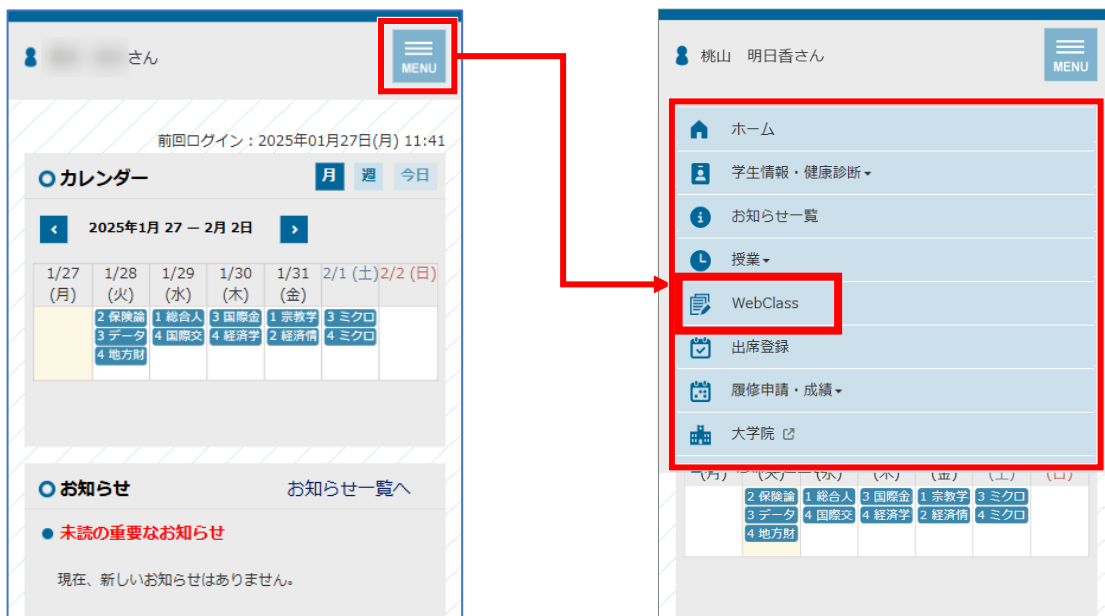 さん
MENU
前回ログイン：2025年01月27日(月) 11:41
カレンダー
月 週 今日
2025年1月 27 － 2月 2日
1/27 1/28 1/29 1/30 1/31 2/1 (土) 2/2 (日)
(月) (火) (水) (木) (金)
2 保険論 1 総合人 3 国際金 1 宗教学 3 ミクロ
3 データ 4 国際交 4 経済学 2 経済情 4 ミクロ
4 地方財
お知らせ お知らせ一覧へ
未読の重要なお知らせ
現在、新しいお知らせはありません。
桃山 明日香さん
MENU
ホーム
学生情報・健康診断
お知らせ一覧
授業
WebClass
出席登録
履修申請・成績
大学院
(月) (火) (水) (木) (金) (土) (日)
2 保険論 1 総合人 3 国際金 1 宗教学 3 ミクロ
3 データ 4 国際交 4 経済学 2 経済情 4 ミクロ
4 地方財